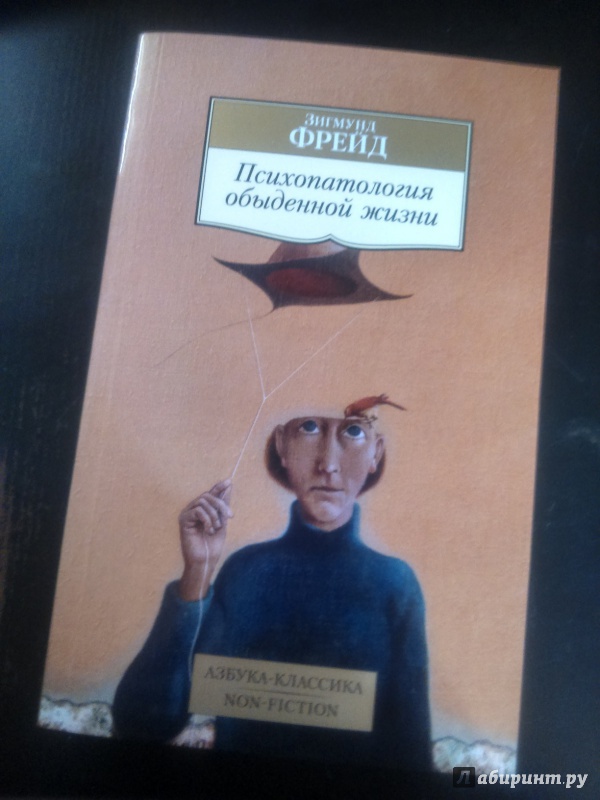 ЗИГМУНД
ФРЕЙД
Психопатология
обыденной жизни
АЗБУКА-КЛАССИКА
NON-FICTION
Лабиринт.ру